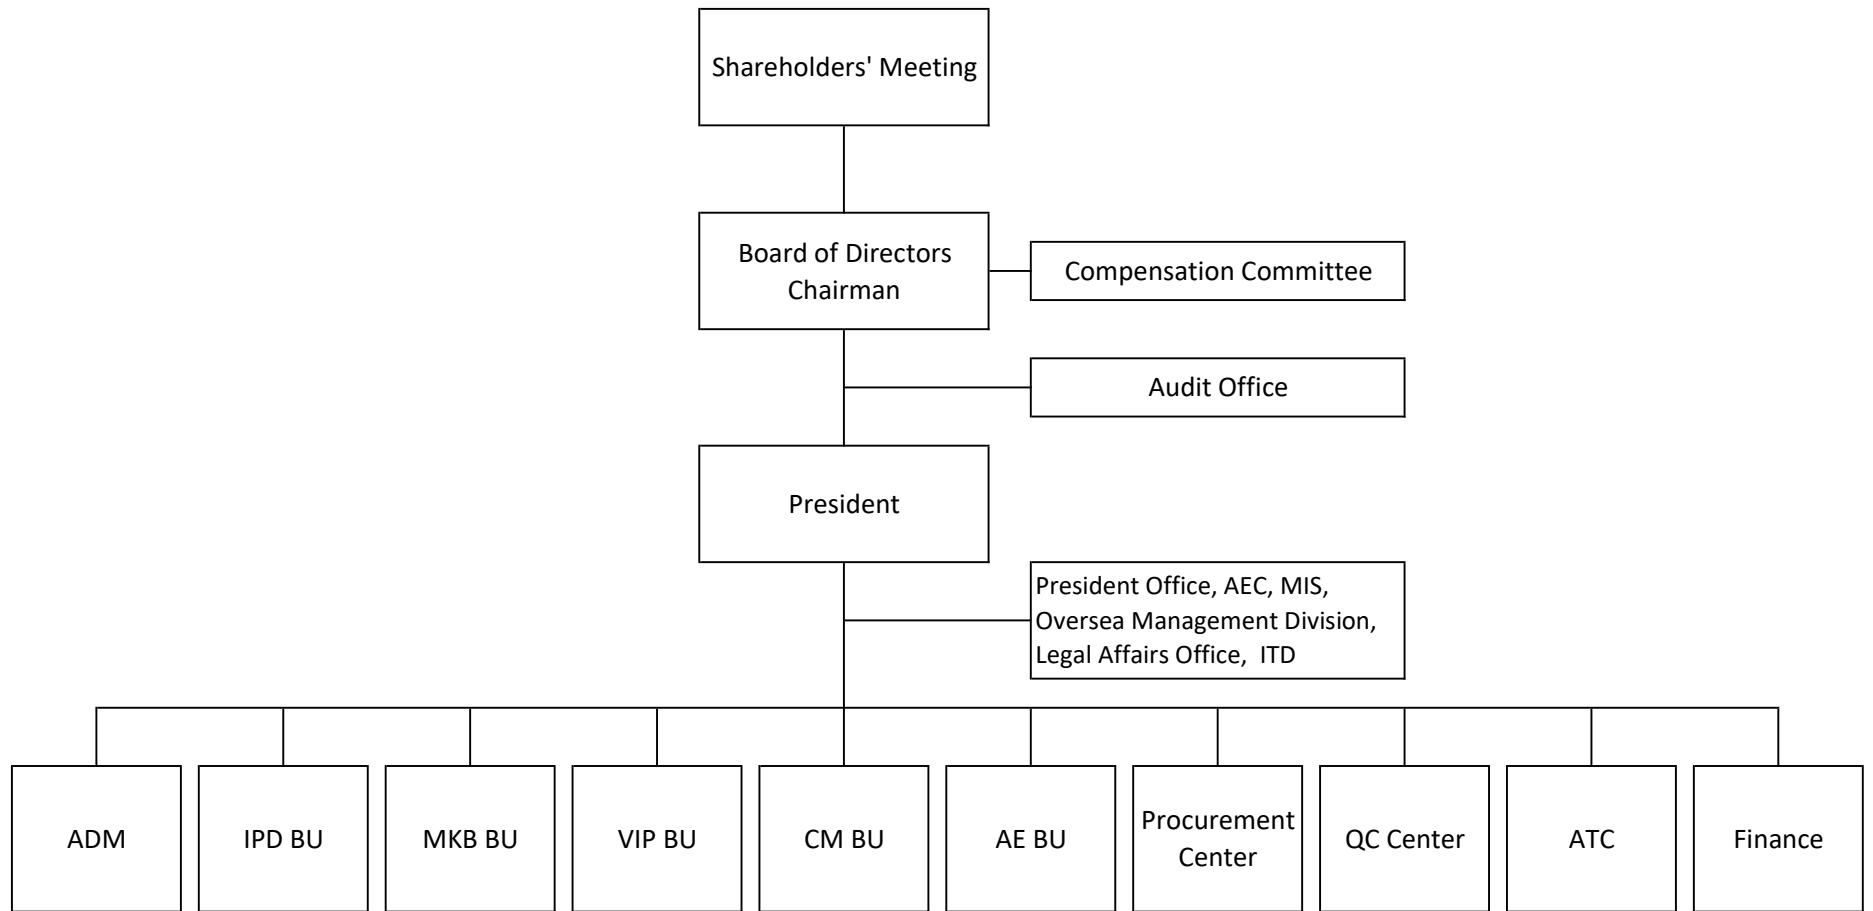 Shareholders' Meeting
Board of Directors
Chairman
Compensation Committee
Audit Office
President
President Office, AEC, MIS,
Oversea Management Division,
Legal Affairs Office,  ITD
ADM
IPD BU
MKB BU
VIP BU
CM BU
AE BU
Procurement
Center
QC Center
ATC
Finance